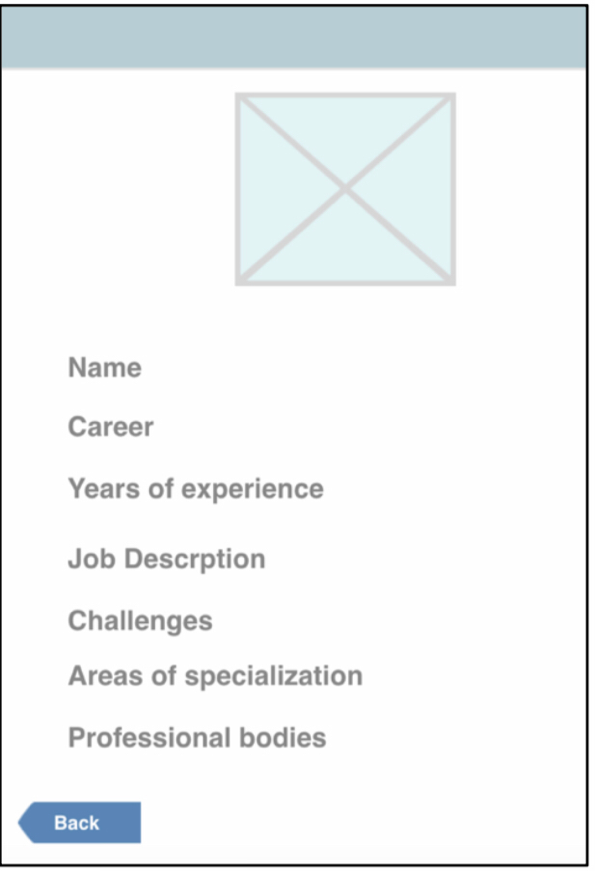 Name
Career
Years of experience
Job Descrption
Challenges
Areas of specialization
Professional bodies
Back